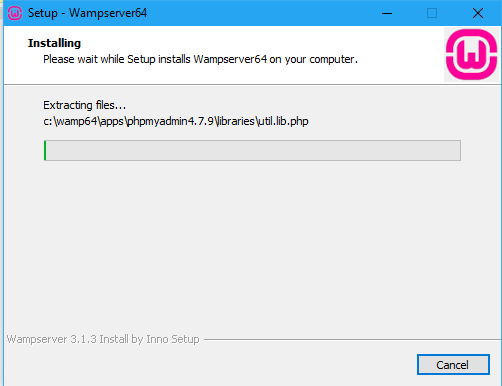 Setup - Wampserver64
Installing
Please wait while Setup installs Wampserver64 on your computer.
Extracting files...
c:\wamp64\apps\phpmyadmin4.7.9\libraries\util.lib.php
Wampserver 3.1.3 Install by Inno Setup
Cancel